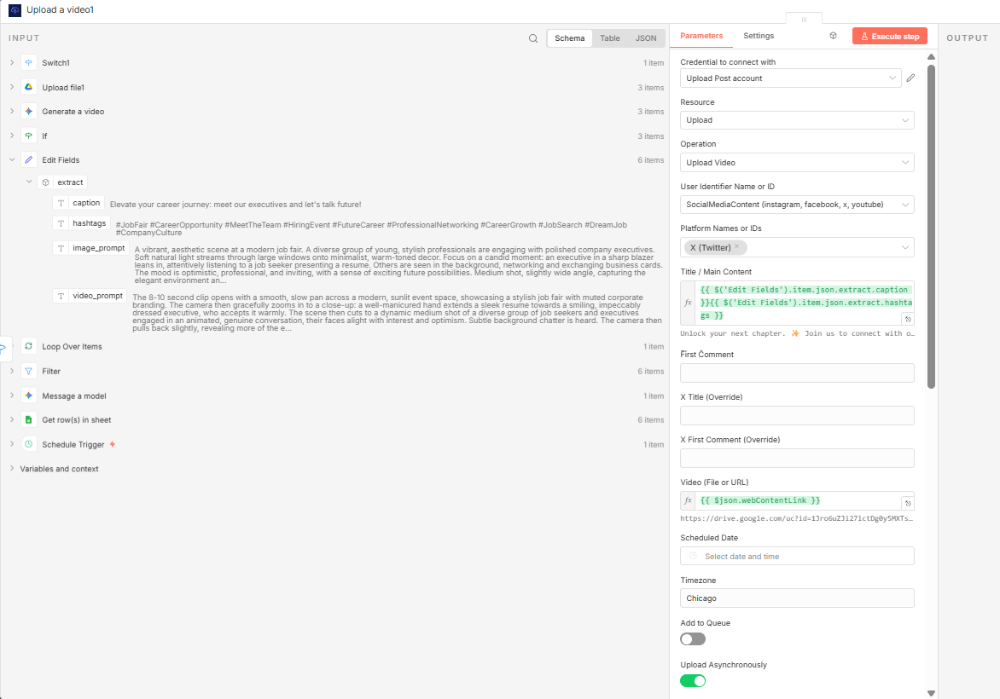 Upload a video1
INPUT
Schema
Table
JSON
Switch1
1 item
Upload file1
3 items
Generate a video
3 items
If
3 items
Edit Fields
6 items
extract
T caption
Elevate your career journey: meet our executives and let's talk future!
T hashtags
#JobFair #CareerOpportunity #MeetTheTeam #HiringEvent #FutureCareer #ProfessionalNetworking #CareerGrowth #JobSearch #DreamJob
#CompanyCulture
T image_prompt
A vibrant, aesthetic scene at a modern job fair. A diverse group of young, stylish professionals are engaging with polished company executives.
Soft natural light streams through large windows onto minimalist, warm-toned decor. Focus on a candid moment: an executive in a sharp blazer
leans in, attentively listening to a job seeker presenting a resume. Others are seen in the background, networking and exchanging business cards.
The mood is optimistic, professional, and inviting, with a sense of exciting future possibilities. Medium shot, slightly wide angle, capturing the
elegant environment an...
T video_prompt
The 8-10 second clip opens with a smooth, slow pan across a modern, sunlit event space, showcasing a stylish job fair with muted corporate
branding. The camera then gracefully zooms in to a close-up: a well-manicured hand extends a sleek resume towards a smiling, impeccably
dressed executive, who accepts it warmly. The scene then cuts to a dynamic medium shot of a diverse group of job seekers and executives
engaged in an animated, genuine conversation, their faces alight with interest and optimism. Subtle background chatter is heard. The camera then
pulls back slightly, revealing more of the e...
Loop Over Items
1 item
Filter
6 items
Message a model
1 item
Get row(s) in sheet
6 items
Schedule Trigger
1 item
Variables and context
Parameters
Settings
Execute step
Credential to connect with
Upload Post account
Resource
Upload
Operation
Upload Video
User Identifier Name or ID
SocialMediaContent (instagram, facebook, x, youtube)
Platform Names or IDs
X (Twitter) ×
Title / Main Content
fx
{{ $('Edit Fields').item.json.extract.caption
}}{{ $('Edit Fields').item.json.extract.hashta
gs }}
Unlock your next chapter. ✨ Join us to connect with o…
First Comment
X Title (Override)
X First Comment (Override)
Video (File or URL)
fx
{{ $json.webContentLink }}
https://drive.google.com/uc?id=1Jro6uZJi27lctDg0y5MXTs…
Scheduled Date
Select date and time
Timezone
Chicago
Add to Queue
Upload Asynchronously
OUTPUT